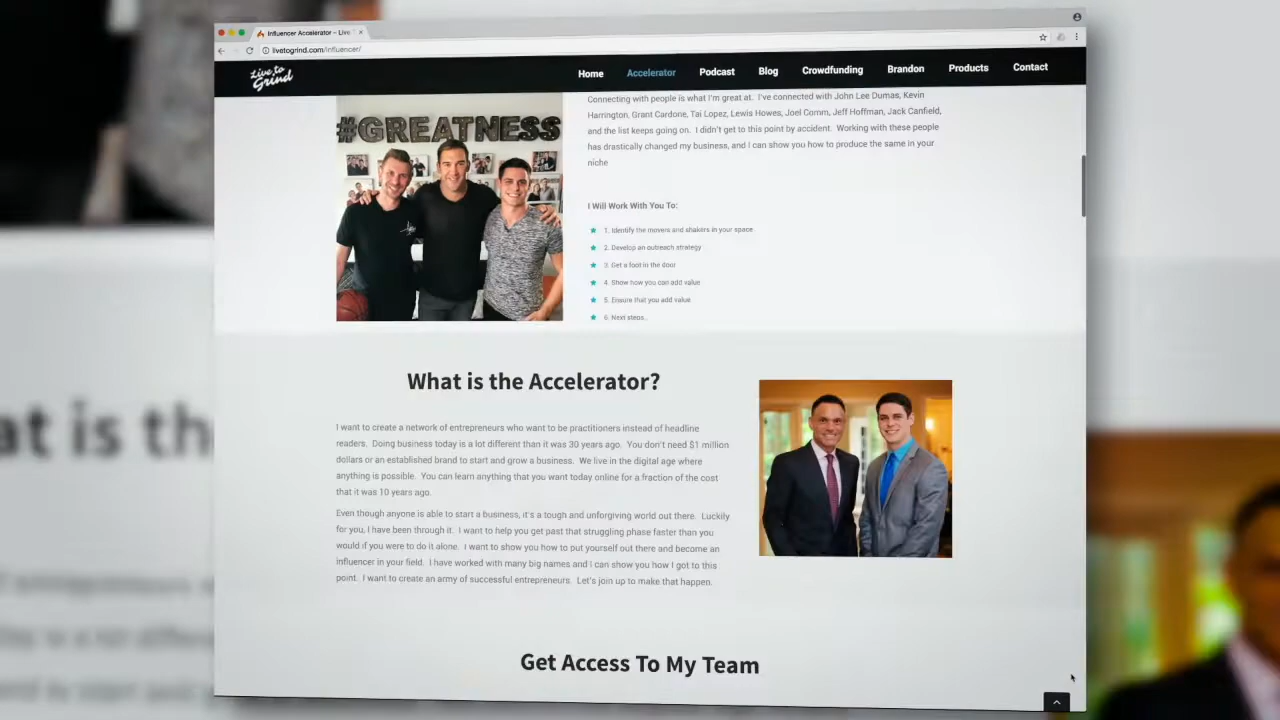 Influencer Accelerator – Live T
livetogrind.com/influencer/
Live to
Grind
Home Accelerator Podcast Blog Crowdfunding Brandon Products Contact
#GREATNESS
Connecting with people is what I'm great at. I've connected with John Lee Dumas, Kevin
Harrington, Grant Cardone, Tai Lopez, Lewis Howes, Joel Comm, Jeff Hoffman, Jack Canfield,
and the list keeps going on. I didn't get to this point by accident. Working with these people
has drastically changed my business, and I can show you how to produce the same in your
niche
I Will Work With You To:
1. Identify the movers and shakers in your space
2. Develop an outreach strategy
3. Get a foot in the door
4. Show how you can add value
5. Ensure that you add value
6. Next steps..
What is the Accelerator?
I want to create a network of entrepreneurs who want to be practitioners instead of headline
readers. Doing business today is a lot different than it was 30 years ago. You don't need $1 million
dollars or an established brand to start and grow a business. We live in the digital age where
anything is possible. You can learn anything that you want today online for a fraction of the cost
that it was 10 years ago.
Even though anyone is able to start a business, it's a tough and unforgiving world out there. Luckily
for you, I have been through it. I want to help you get past that struggling phase faster than you
would if you were to do it alone. I want to show you how to put yourself out there and become an
influencer in your field. I have worked with many big names and I can show you how I got to this
point. I want to create an army of successful entrepreneurs. Let's join up to make that happen.
Get Access To My Team
at is th